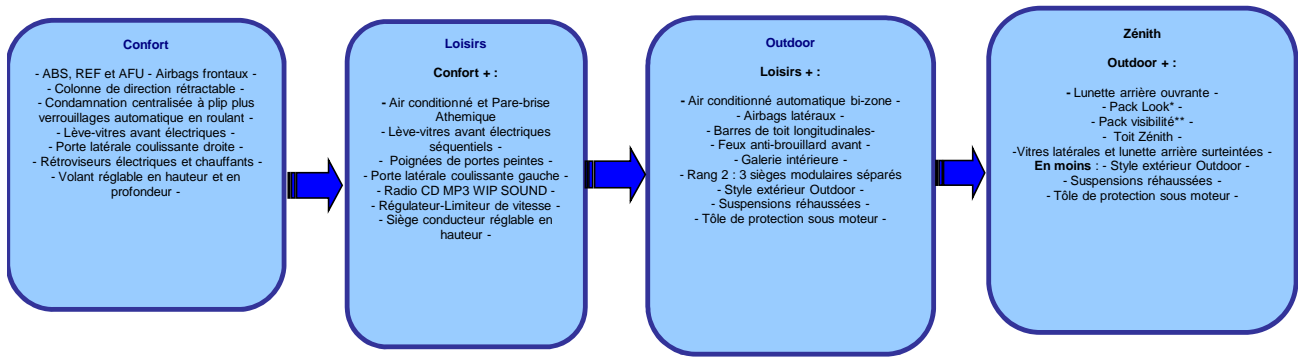 Confort
- ABS, REF et AFU - Airbags frontaux -
- Colonne de direction rétractable -
- Condamnation centralisée à plip plus
verrouillages automatique en roulant -
- Lève-vitres avant électriques -
- Porte latérale coulissante droite -
- Rétroviseurs électriques et chauffants -
- Volant réglable en hauteur et en
profondeur -
Loisirs
Confort + :
- Air conditionné et Pare-brise
Athemique
- Lève-vitres avant électriques
séquentiels -
- Poignées de portes peintes -
- Porte latérale coulissante gauche -
- Radio CD MP3 WIP SOUND -
- Régulateur-Limiteur de vitesse -
- Siège conducteur réglable en
hauteur -
Outdoor
Loisirs + :
- Air conditionné automatique bi-zone -
- Airbags latéraux -
- Barres de toit longitudinales-
- Feux anti-brouillard avant -
- Galerie intérieure -
- Rang 2 : 3 sièges modulaires séparés
- Style extérieur Outdoor -
- Suspensions réhaussées -
- Tôle de protection sous moteur -
Zénith
Outdoor + :
- Lunette arrière ouvrante -
- Pack Look* -
- Pack visibilité** -
- Toit Zénith -
-Vitres latérales et lunette arrière surteintées -
En moins : - Style extérieur Outdoor -
- Suspensions réhaussées -
- Tôle de protection sous moteur -